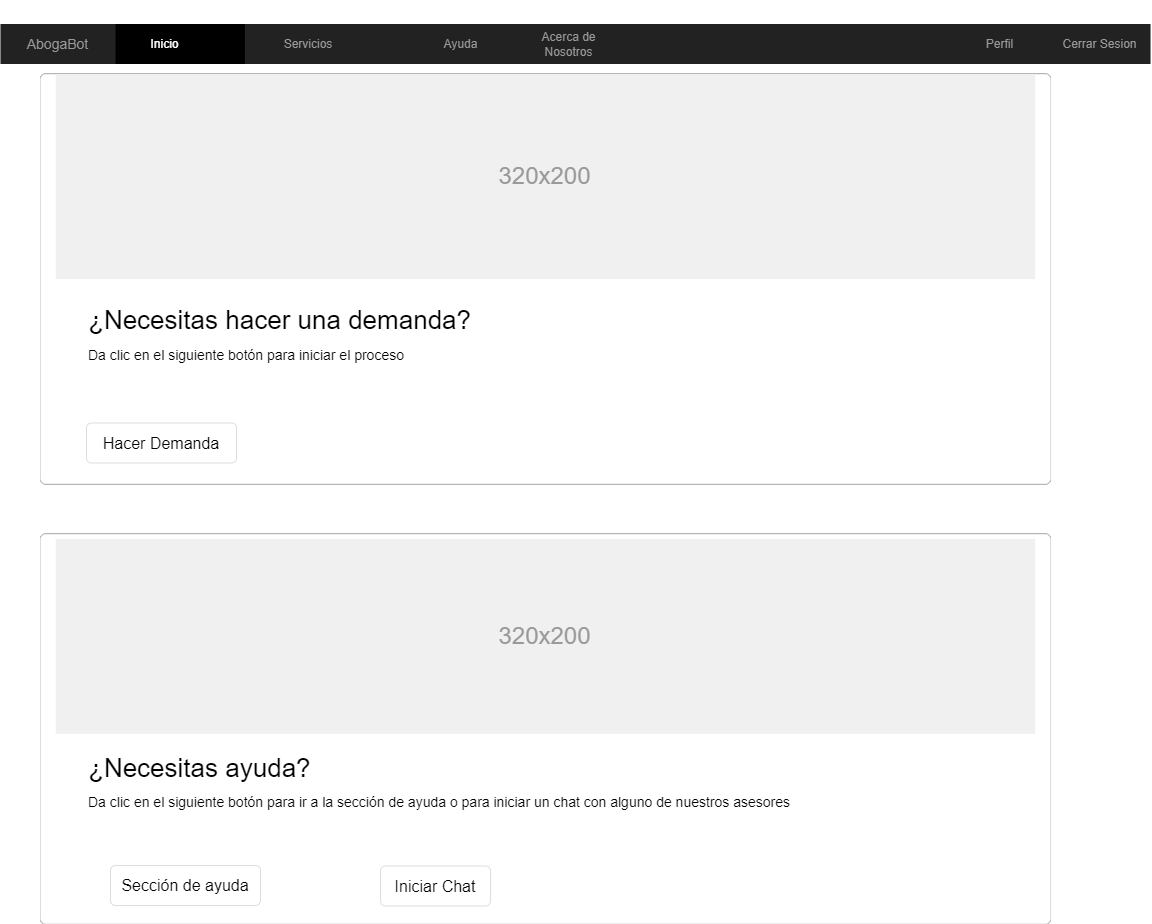 AbogaBot
Inicio
Servicios
Ayuda
Acerca de
Nosotros
Perfil
Cerrar Sesion
320x200
¿Necesitas hacer una demanda?
Da clic en el siguiente botón para iniciar el proceso
Hacer Demanda
320x200
¿Necesitas ayuda?
Da clic en el siguiente botón para ir a la sección de ayuda o para iniciar un chat con alguno de nuestros asesores
Sección de ayuda
Iniciar Chat